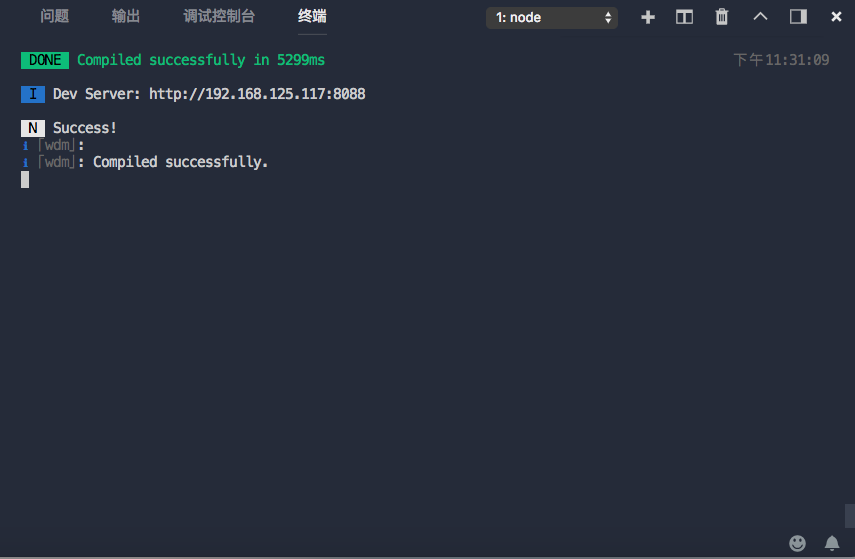 问题 输出 调试控制台 终端 1: node
DONE Compiled successfully in 5299ms 下午11:31:09
I Dev Server: http://192.168.125.117:8088
N Success!
ℹ ｢wdm｣:
ℹ ｢wdm｣: Compiled successfully.